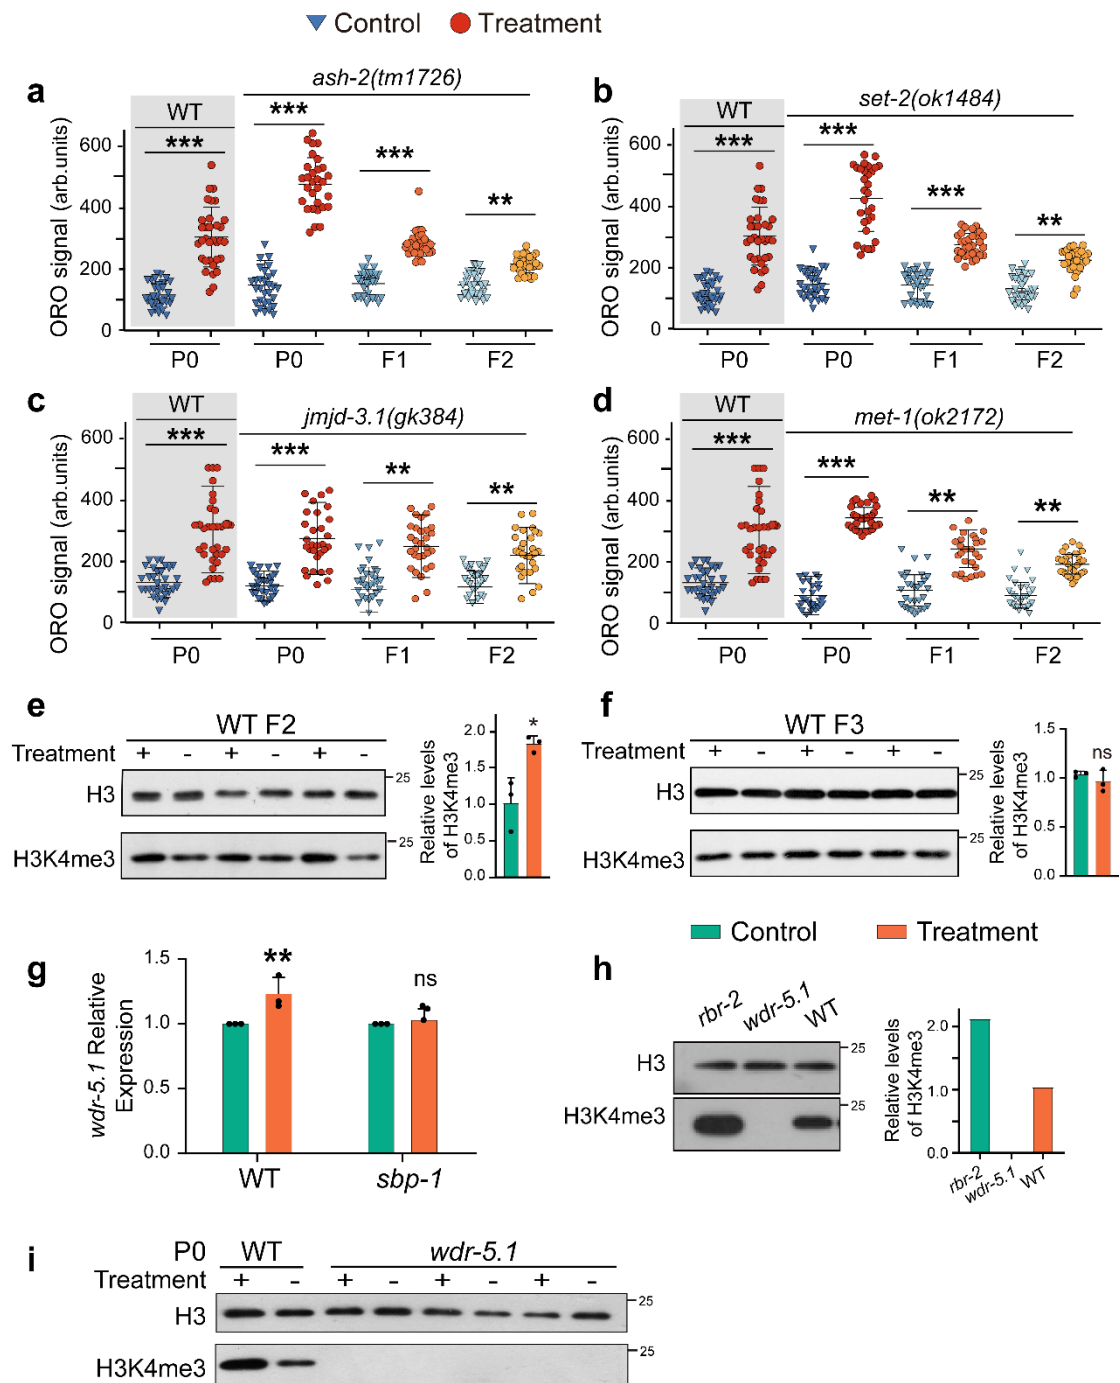 Control Treatment
a
ash-2(tm1726)
WT
*** *** *** **
ORO signal (arb.units)
600
400
200
0
P0 P0 F1 F2
b
set-2(ok1484)
WT
*** *** *** **
ORO signal (arb.units)
600
400
200
0
P0 P0 F1 F2
c
WT
jmjd-3.1(gk384)
*** *** ** **
ORO signal (arb.units)
600
400
200
0
P0 P0 F1 F2
d
WT
met-1(ok2172)
*** *** ** **
ORO signal (arb.units)
600
400
200
0
P0 P0 F1 F2
e
WT F2
Treatment + - + - + -
H3
25
H3K4me3
25
Relative levels
of H3K4me3
2.0
1.0
0.0
*
f
WT F3
Treatment + - + - + -
H3
25
H3K4me3
25
Relative levels
of H3K4me3
1.5
1.0
0.0
ns
Control Treatment
g
wdr-5.1 Relative
Expression
1.5
1.0
0.5
0.0
** ns
WT sbp-1
h
rbr-2 wdr-5.1 WT
H3
25
H3K4me3
25
Relative levels
of H3K4me3
2.0
1.0
0.0
rbr-2 wdr-5.1 WT
i
P0 WT wdr-5.1
Treatment + - + - + - + -
H3
25
H3K4me3
25